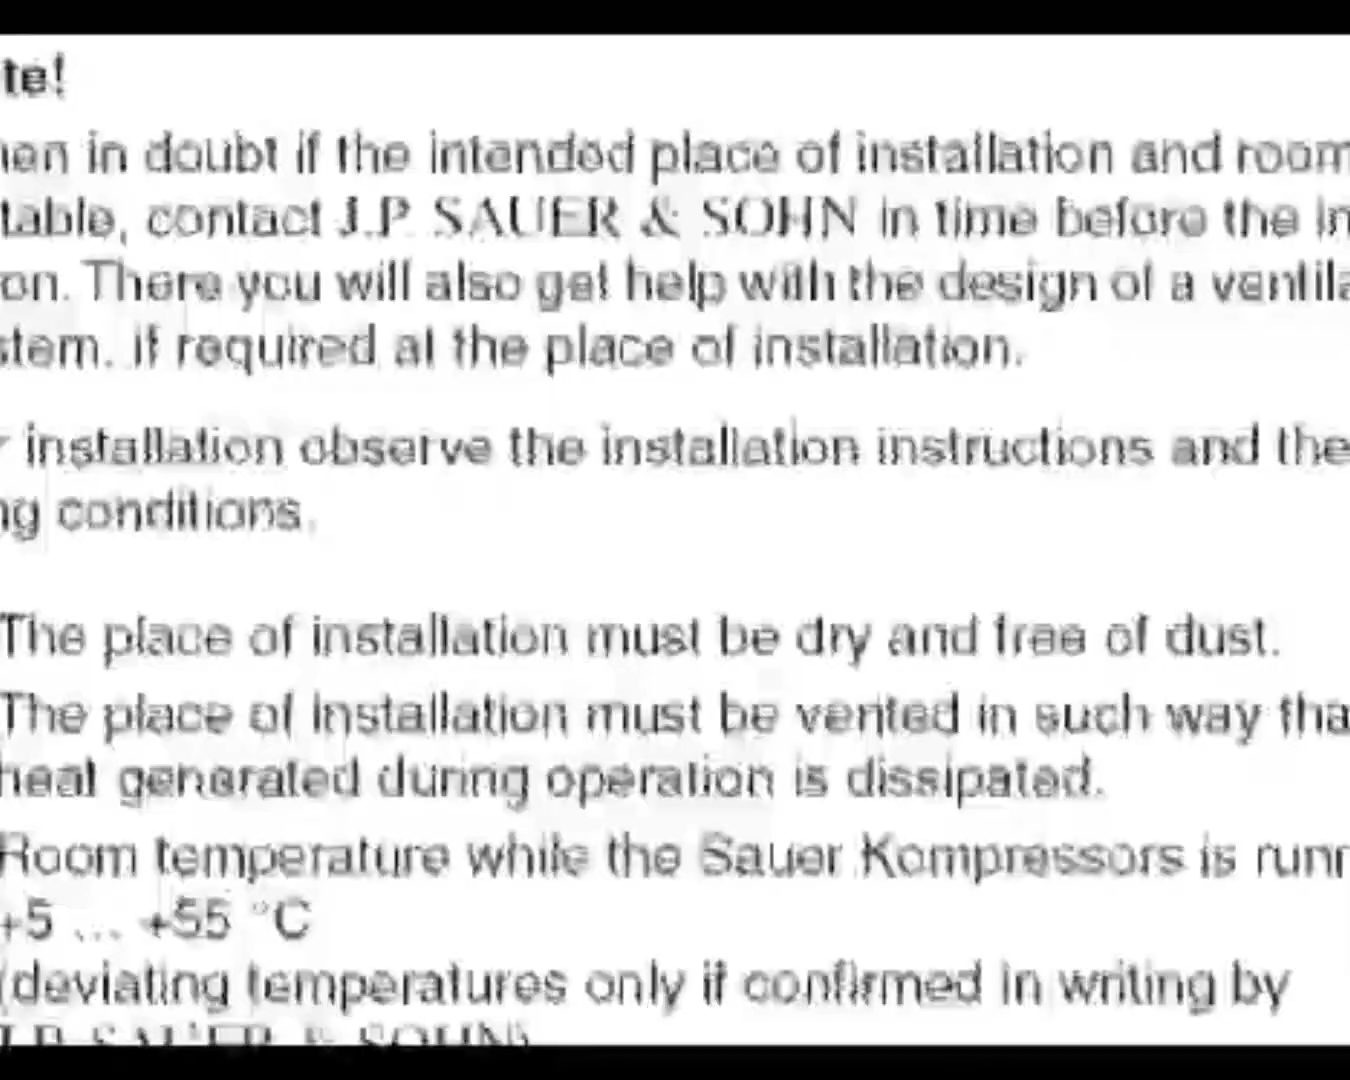 te!
en in doubt if the intended place of installation and room
table, contact J.P. SAUER & SOHN in time before the in
on. There you will also get help with the design of a ventila
stem. if required at the place of installation.
r installation observe the installation instructions and the
ng conditions.
The place of installation must be dry and free of dust.
The place of installation must be vented in such way tha
heat generated during operation is dissipated.
Room temperature while the Sauer Kompressors is runn
+5 ... +55 °C
(deviating temperatures only if confirmed in writing by
J.P. SAUER & SOHN)